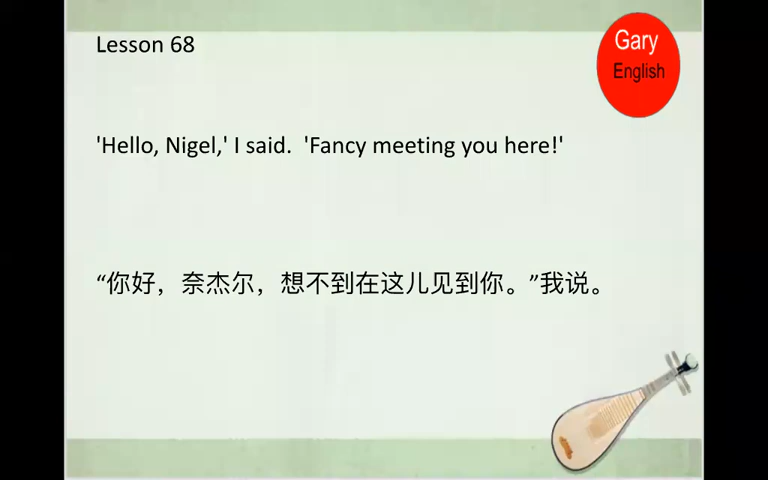 Lesson 68
Gary
English
'Hello, Nigel,' I said.  'Fancy meeting you here!'
“你好，奈杰尔，想不到在这儿见到你。”我说。